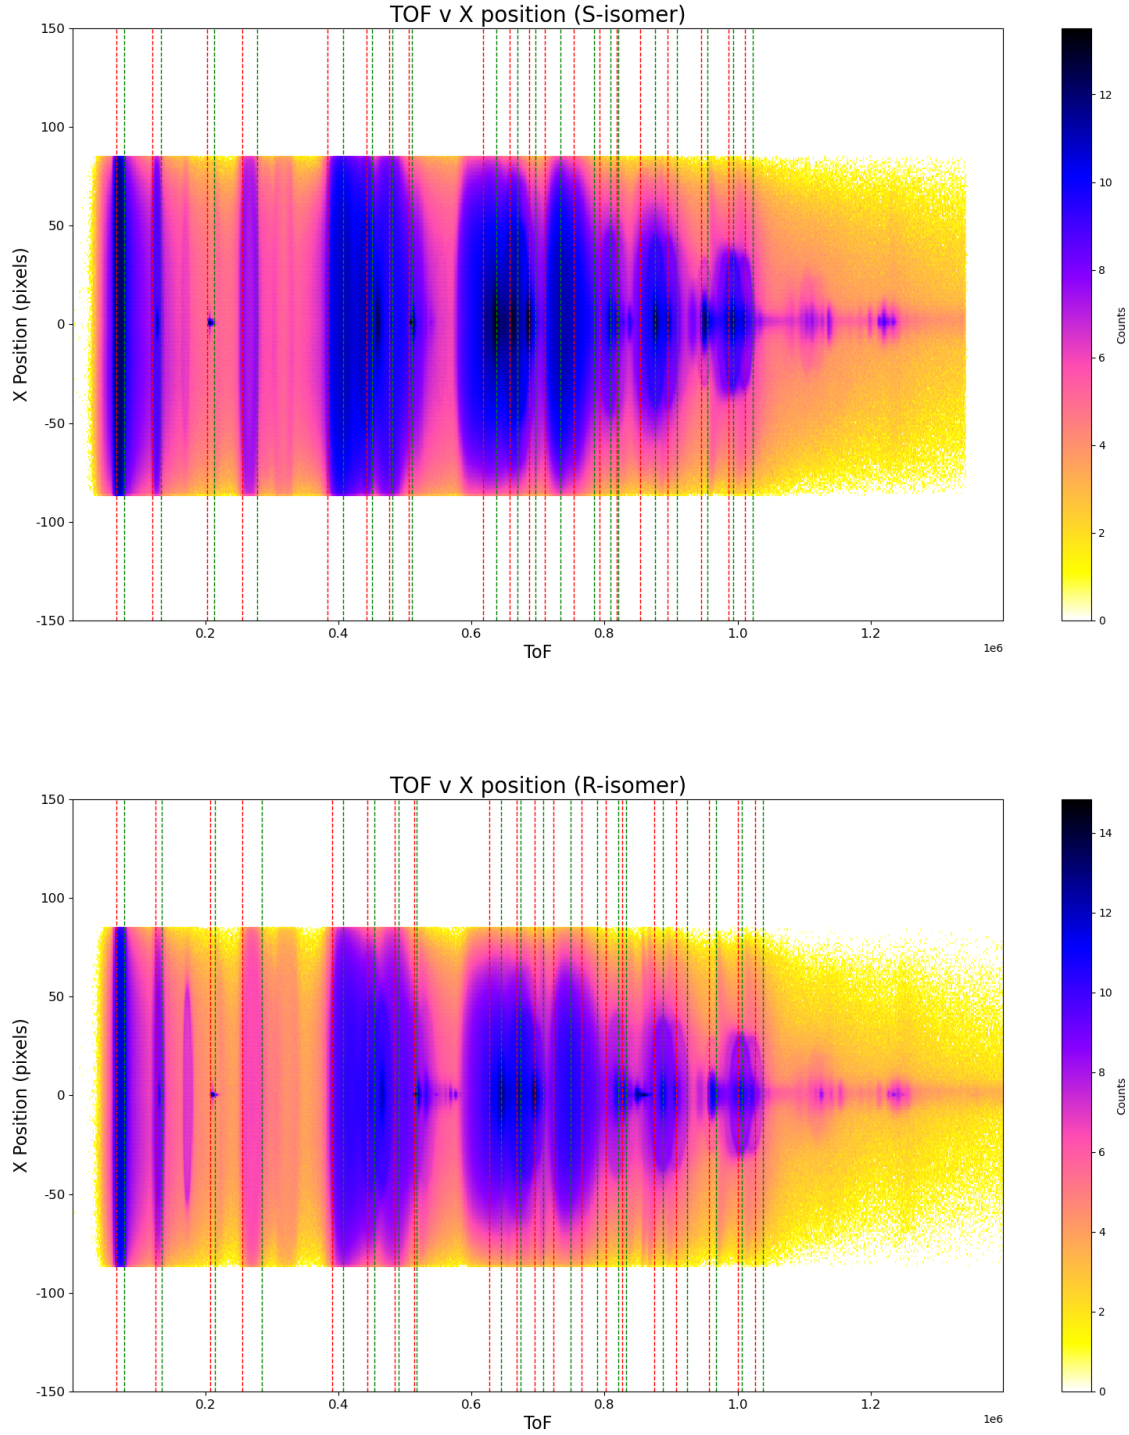 TOF v X position (S-isomer)
150
100
50
0
-50
-100
-150
X Position (pixels)
0.2 0.4 0.6 0.8 1.0 1.2
1e6
ToF
12
10
8
6
4
2
0
Counts
TOF v X position (R-isomer)
150
100
50
0
-50
-100
-150
X Position (pixels)
0.2 0.4 0.6 0.8 1.0 1.2
1e6
ToF
14
12
10
8
6
4
2
0
Counts